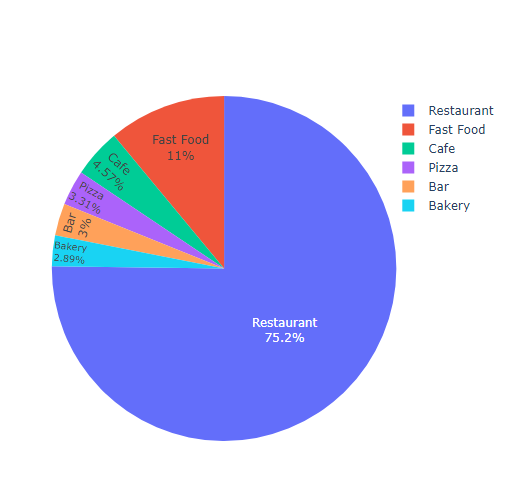 Restaurant
Fast Food
Cafe
Pizza
Bar
Bakery
Fast Food
11%
Cafe
4.57%
Pizza
3.31%
Bar
3%
Bakery
2.89%
Restaurant
75.2%